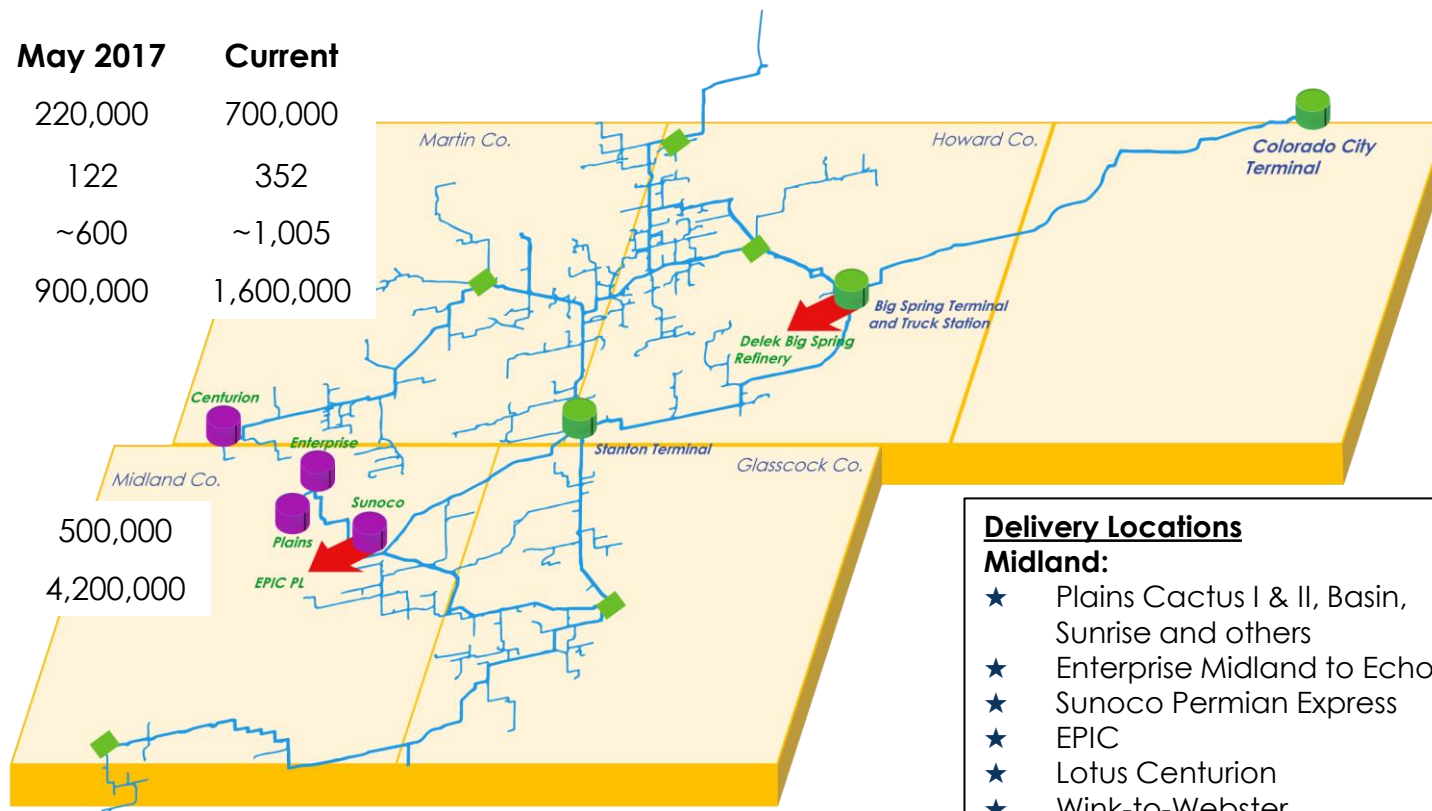 May 2017 Current
220,000 700,000
122 352
~600 ~1,005
900,000 1,600,000
Martin Co.
Howard Co.
Colorado City
Terminal
Big Spring Terminal
and Truck Station
Delek Big Spring
Refinery
Centurion
Enterprise
Stanton Terminal
Glasscock Co.
Midland Co.
Sunoco
Plains
EPIC PL
500,000
4,200,000
Delivery Locations
Midland:
★ Plains Cactus I & II, Basin,
Sunrise and others
★ Enterprise Midland to Echo
★ Sunoco Permian Express
★ EPIC
★ Lotus Centurion
★ Wink-to-Webster